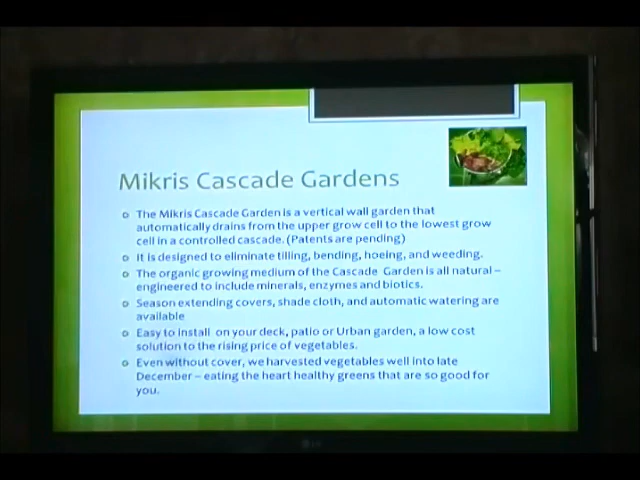 Mikris Cascade Gardens
The Mikris Cascade Garden is a vertical wall garden that
automatically drains from the upper grow cell to the lowest grow
cell in a controlled cascade. (Patents are pending)
It is designed to eliminate tilling, bending, hoeing, and weeding.
The organic growing medium of the Cascade Garden is all natural –
engineered to include minerals, enzymes and biotics.
Season extending covers, shade cloth, and automatic watering are
available
Easy to install on your deck, patio or Urban garden, a low cost
solution to the rising price of vegetables.
Even without cover, we harvested vegetables well into late
December – eating the heart healthy greens that are so good for
you.
LG